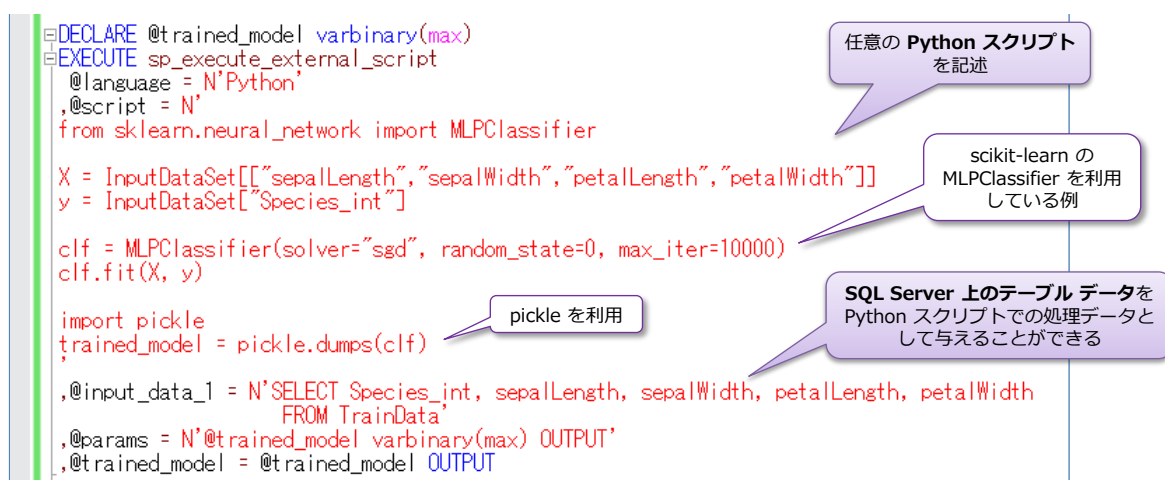 DECLARE @trained_model varbinary(max)
EXECUTE sp_execute_external_script
@language = N'Python'
,@script = N'
from sklearn.neural_network import MLPClassifier
X = InputDataSet[["sepalLength","sepalWidth","petalLength","petalWidth"]]
y = InputDataSet["Species_int"]
clf = MLPClassifier(solver="sgd", random_state=0, max_iter=10000)
clf.fit(X, y)
import pickle
trained_model = pickle.dumps(clf)
'
,@input_data_1 = N'SELECT Species_int, sepalLength, sepalWidth, petalLength, petalWidth
FROM TrainData'
,@params = N'@trained_model varbinary(max) OUTPUT'
,@trained_model = @trained_model OUTPUT
任意の Python スクリプト
を記述
scikit-learn の
MLPClassifier を利用
している例
pickle を利用
SQL Server 上のテーブル データを
Python スクリプトでの処理データと
して与えることができる